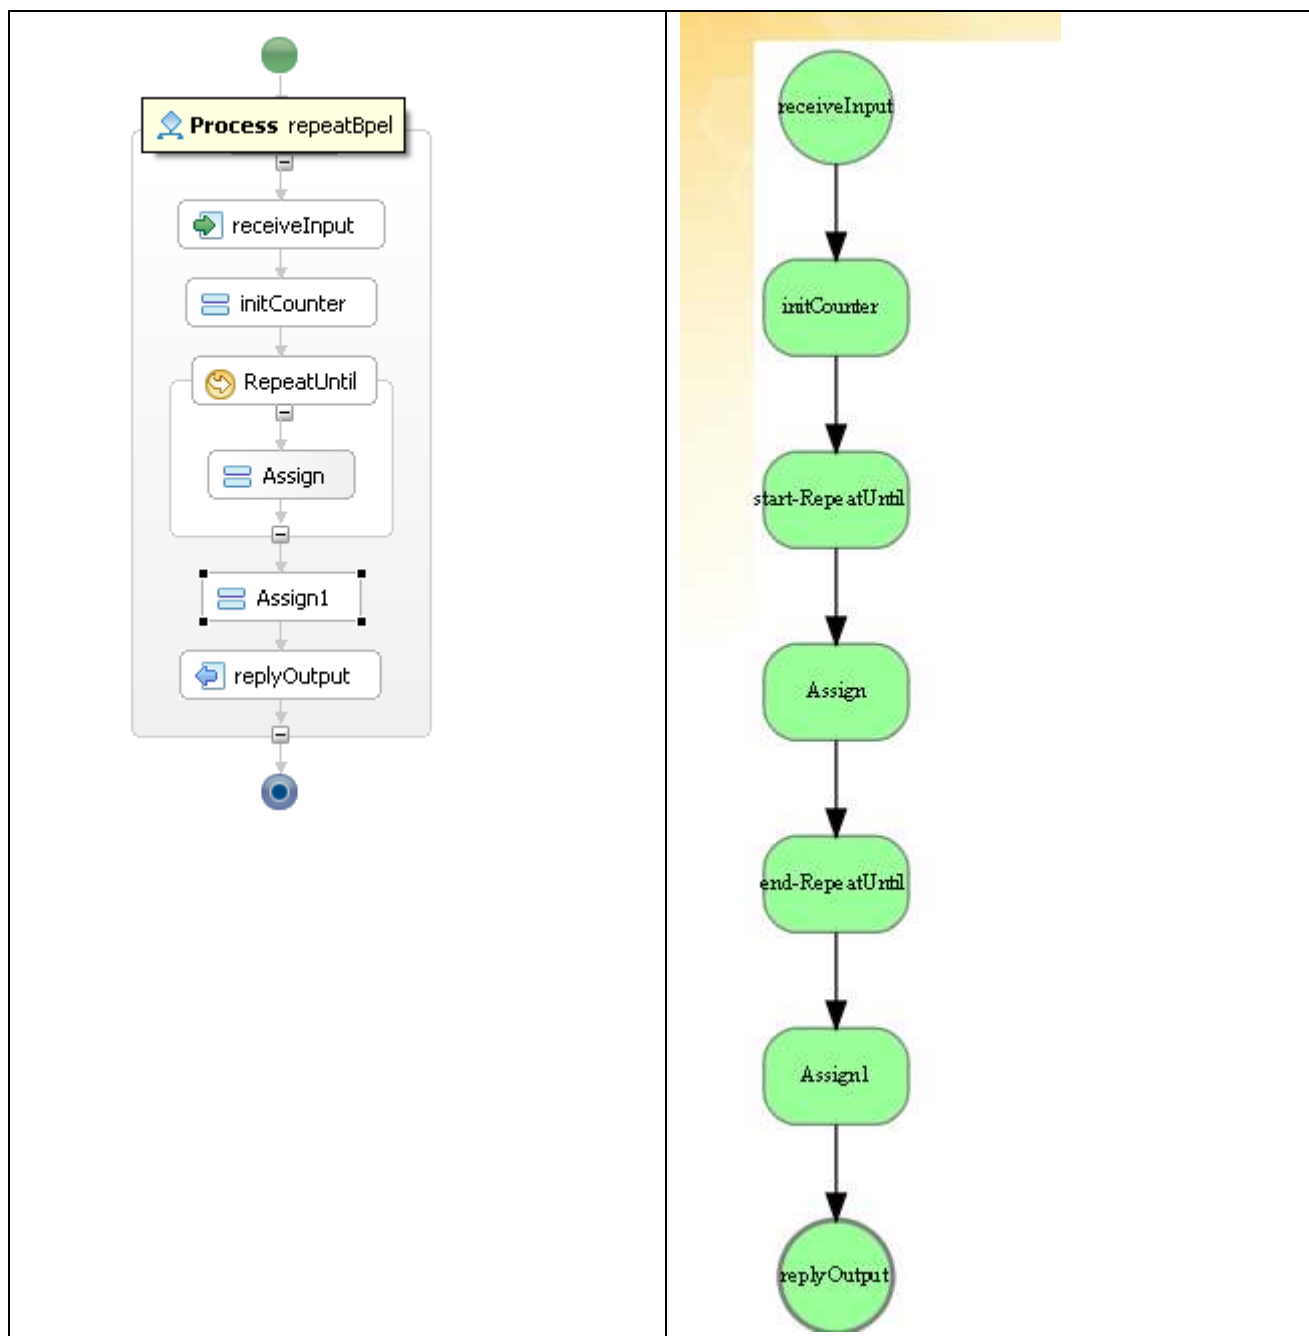 Process repeatBpel
receiveInput
initCounter
RepeatUntil
Assign
Assign1
replyOutput
receiveInput
initCounter
start-RepeatUntil
Assign
end-RepeatUntil
Assign1
replyOutput